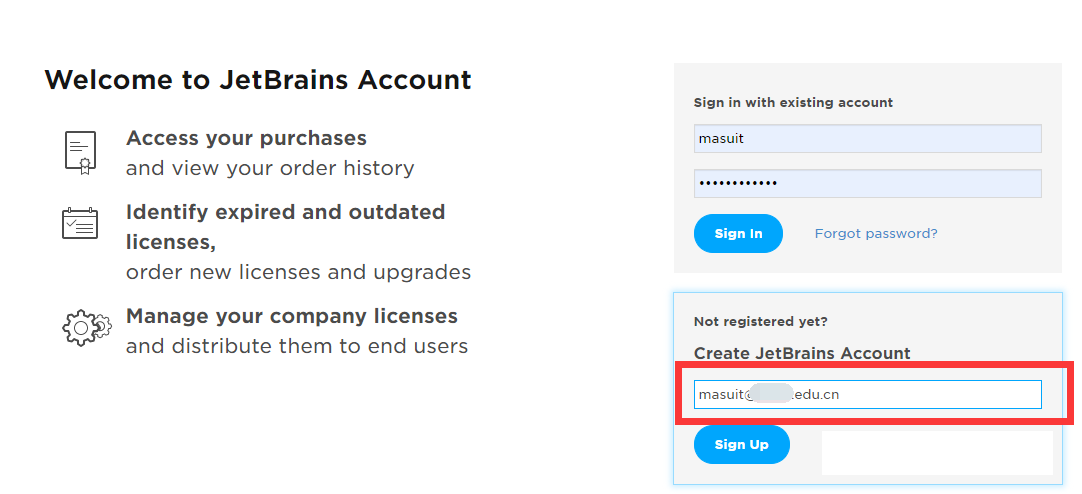 Welcome to JetBrains Account
Access your purchases
and view your order history
Identify expired and outdated
licenses,
order new licenses and upgrades
Manage your company licenses
and distribute them to end users
Sign in with existing account
masuit
••••••••••••
Sign In
Forgot password?
Not registered yet?
Create JetBrains Account
masuit@ .edu.cn
Sign Up